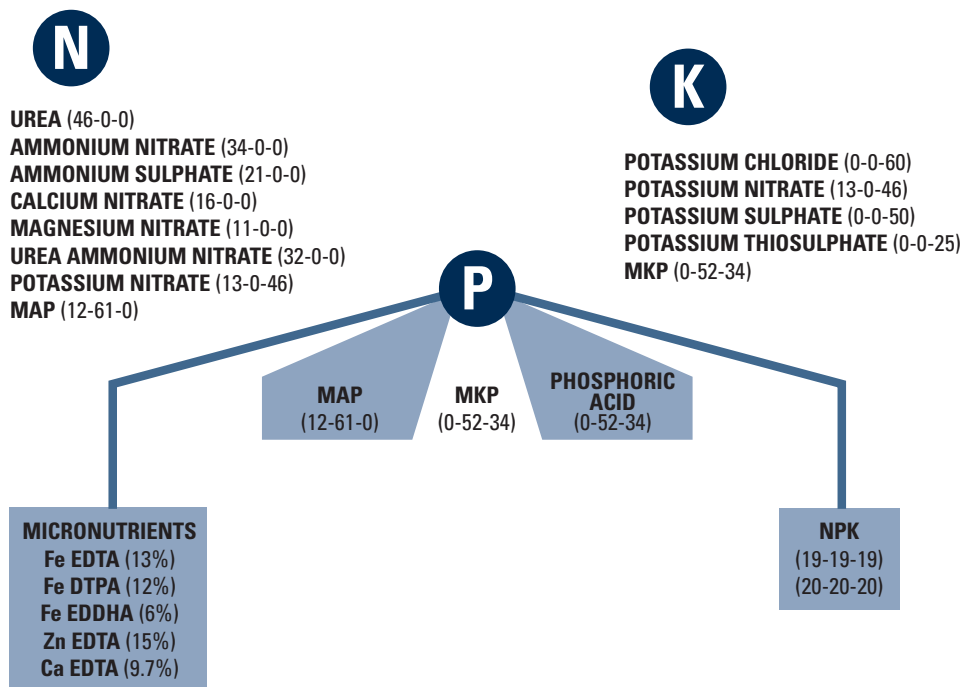 N
UREA (46-0-0)
AMMONIUM NITRATE (34-0-0)
AMMONIUM SULPHATE (21-0-0)
CALCIUM NITRATE (16-0-0)
MAGNESIUM NITRATE (11-0-0)
UREA AMMONIUM NITRATE (32-0-0)
POTASSIUM NITRATE (13-0-46)
MAP (12-61-0)
K
POTASSIUM CHLORIDE (0-0-60)
POTASSIUM NITRATE (13-0-46)
POTASSIUM SULPHATE (0-0-50)
POTASSIUM THIOSULPHATE (0-0-25)
MKP (0-52-34)
P
MAP
(12-61-0)
MKP
(0-52-34)
PHOSPHORIC
ACID
(0-52-34)
MICRONUTRIENTS
Fe EDTA (13%)
Fe DTPA (12%)
Fe EDDHA (6%)
Zn EDTA (15%)
Ca EDTA (9.7%)
NPK
(19-19-19)
(20-20-20)